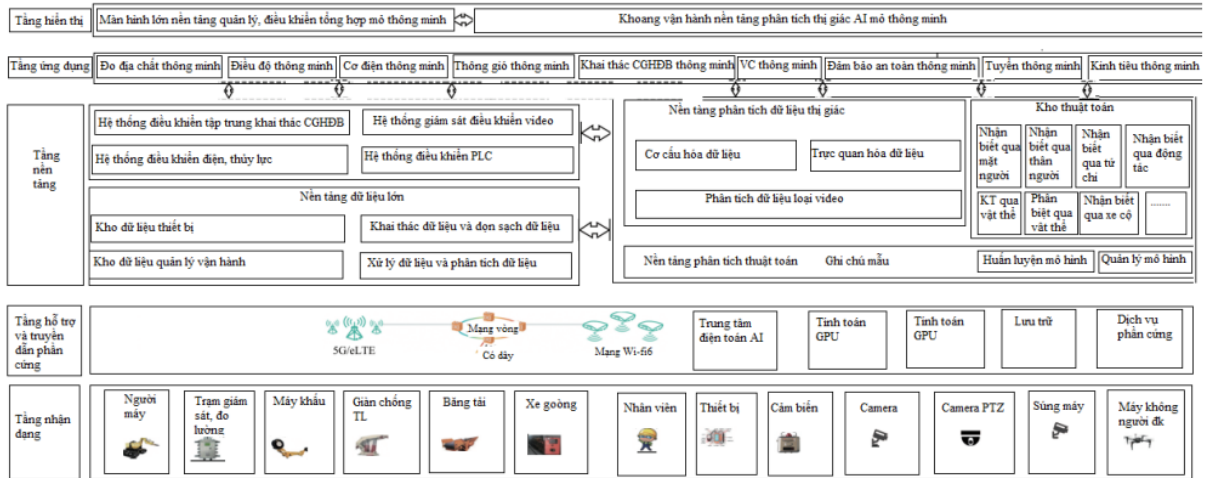 Tầng hiển thị
Màn hình lớn nền tảng quản lý, điều khiển tổng hợp mỏ thông minh
Khoang vận hành nền tảng phân tích thị giác AI mỏ thông minh
Tầng ứng dụng
Đo địa chất thông minh
Điều độ thông minh
Cơ điện thông minh
Thông gió thông minh
Khai thác CGHĐB thông minh
VC thông minh
Đảm bảo an toàn thông minh
Tuyển thông minh
Kinh tiêu thông minh
Tầng
nền
tảng
Hệ thống điều khiển tập trung khai thác CGHĐB
Hệ thống giám sát điều khiển video
Hệ thống điều khiển điện, thủy lực
Hệ thống điều khiển PLC
Nền tảng dữ liệu lớn
Kho dữ liệu thiết bị
Khai thác dữ liệu và dọn sạch dữ liệu
Kho dữ liệu quản lý vận hành
Xử lý dữ liệu và phân tích dữ liệu
Nền tảng phân tích dữ liệu thị giác
Cơ cấu hóa dữ liệu
Trực quan hóa dữ liệu
Phân tích dữ liệu loại video
Kho thuật toán
Nhận
biết qua
mặt
người
Nhận
biết qua
thân
người
Nhận
biết
qua tứ
chi
Nhận biết
qua động
tác
KT qua
vật thể
Phân
biệt qua
vật thể
Nhận biết
qua xe cộ
........
Nền tảng phân tích thuật toán
Ghi chú mẫu
Huấn luyện mô hình
Quản lý mô hình
Tầng hỗ trợ
và truyền
dẫn phần
cứng
5G/eLTE
Mạng vòng
Có dây
Mạng Wi-fi6
Trung tâm
điện toán AI
Tính toán
GPU
Tính toán
GPU
Lưu trữ
Dịch vụ
phần cứng
Tầng nhận
dạng
Người
máy
Trạm giám
sát, đo
lường
Máy khấu
Giàn chống
TL
Băng tải
Xe goòng
Nhân viên
Thiết bị
Cảm biến
Camera
Camera PTZ
Súng máy
Máy không
người đk